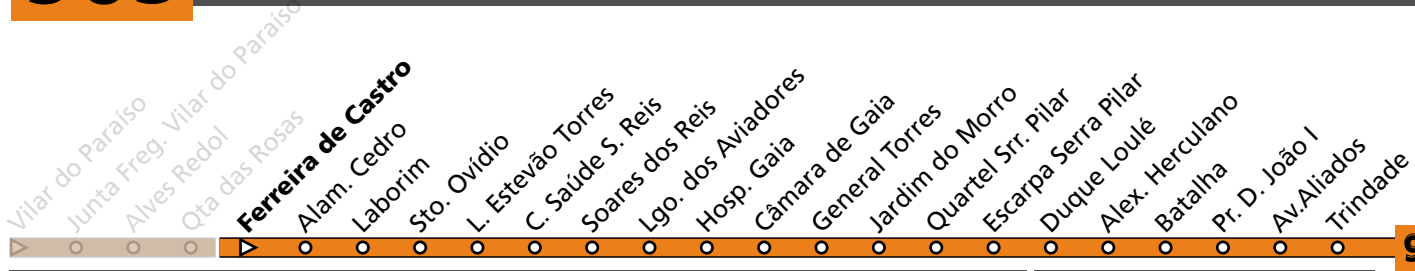 Vilar do Paraíso
Junta Freg. Vilar do Paraíso
Alves Redol
Qta das Rosas
Ferreira de Castro
Alam. Cedro
Laborim
Sto. Ovídio
L. Estevão Torres
C. Saúde S. Reis
Soares dos Reis
Lgo. dos Aviadores
Hosp. Gaia
Câmara de Gaia
General Torres
Jardim do Morro
Quartel Srr. Pilar
Escarpa Serra Pilar
Duque Loulé
Alex. Herculano
Batalha
Pr. D. João I
Av.Aliados
Trindade